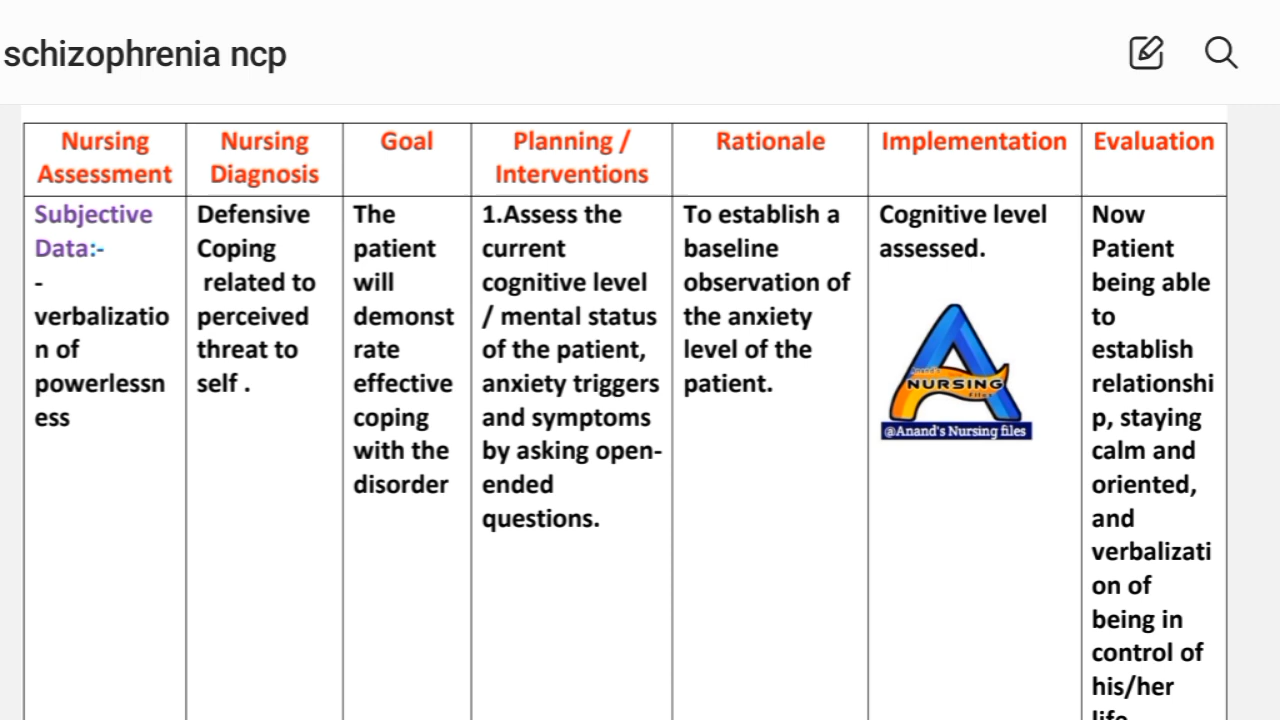 schizophrenia ncp
Nursing
Assessment
Nursing
Diagnosis
Goal
Planning /
Interventions
Rationale
Implementation
Evaluation
Subjective
Data:-
-
verbalizatio
n of
powerlessn
ess
Defensive
Coping
related to
perceived
threat to
self .
The
patient
will
demonst
rate
effective
coping
with the
disorder
1.Assess the
current
cognitive level
/ mental status
of the patient,
anxiety triggers
and symptoms
by asking open-
ended
questions.
To establish a
baseline
observation of
the anxiety
level of the
patient.
Cognitive level
assessed.
Anand's
NURSING
Files
@Anand's Nursing files
Now
Patient
being able
to
establish
relationshi
p, staying
calm and
oriented,
and
verbalizati
on of
being in
control of
his/her
life